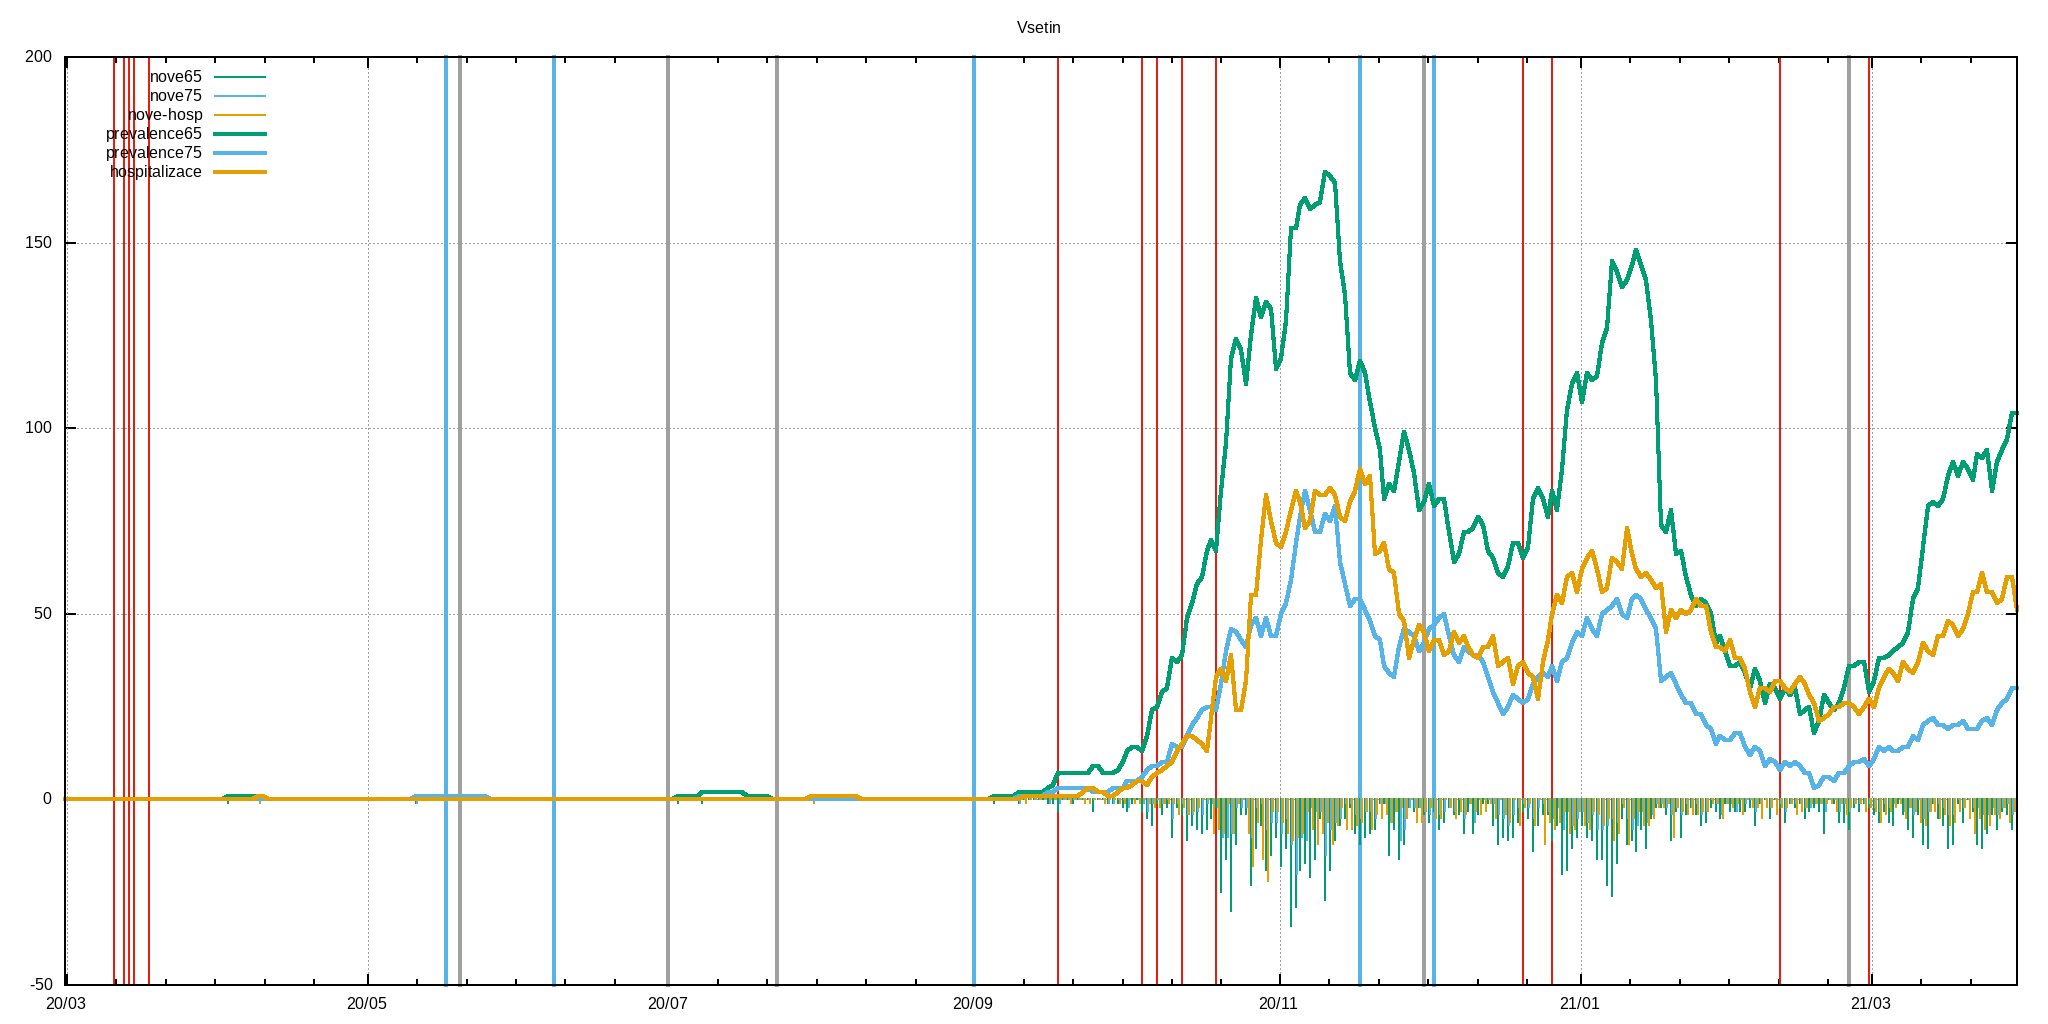 Vsetin
200
nove65
nove75
nove-hosp
prevalence65
prevalence75
hospitalizace
150
100
50
0
-50
20/03 20/05 20/07 20/09 20/11 21/01 21/03